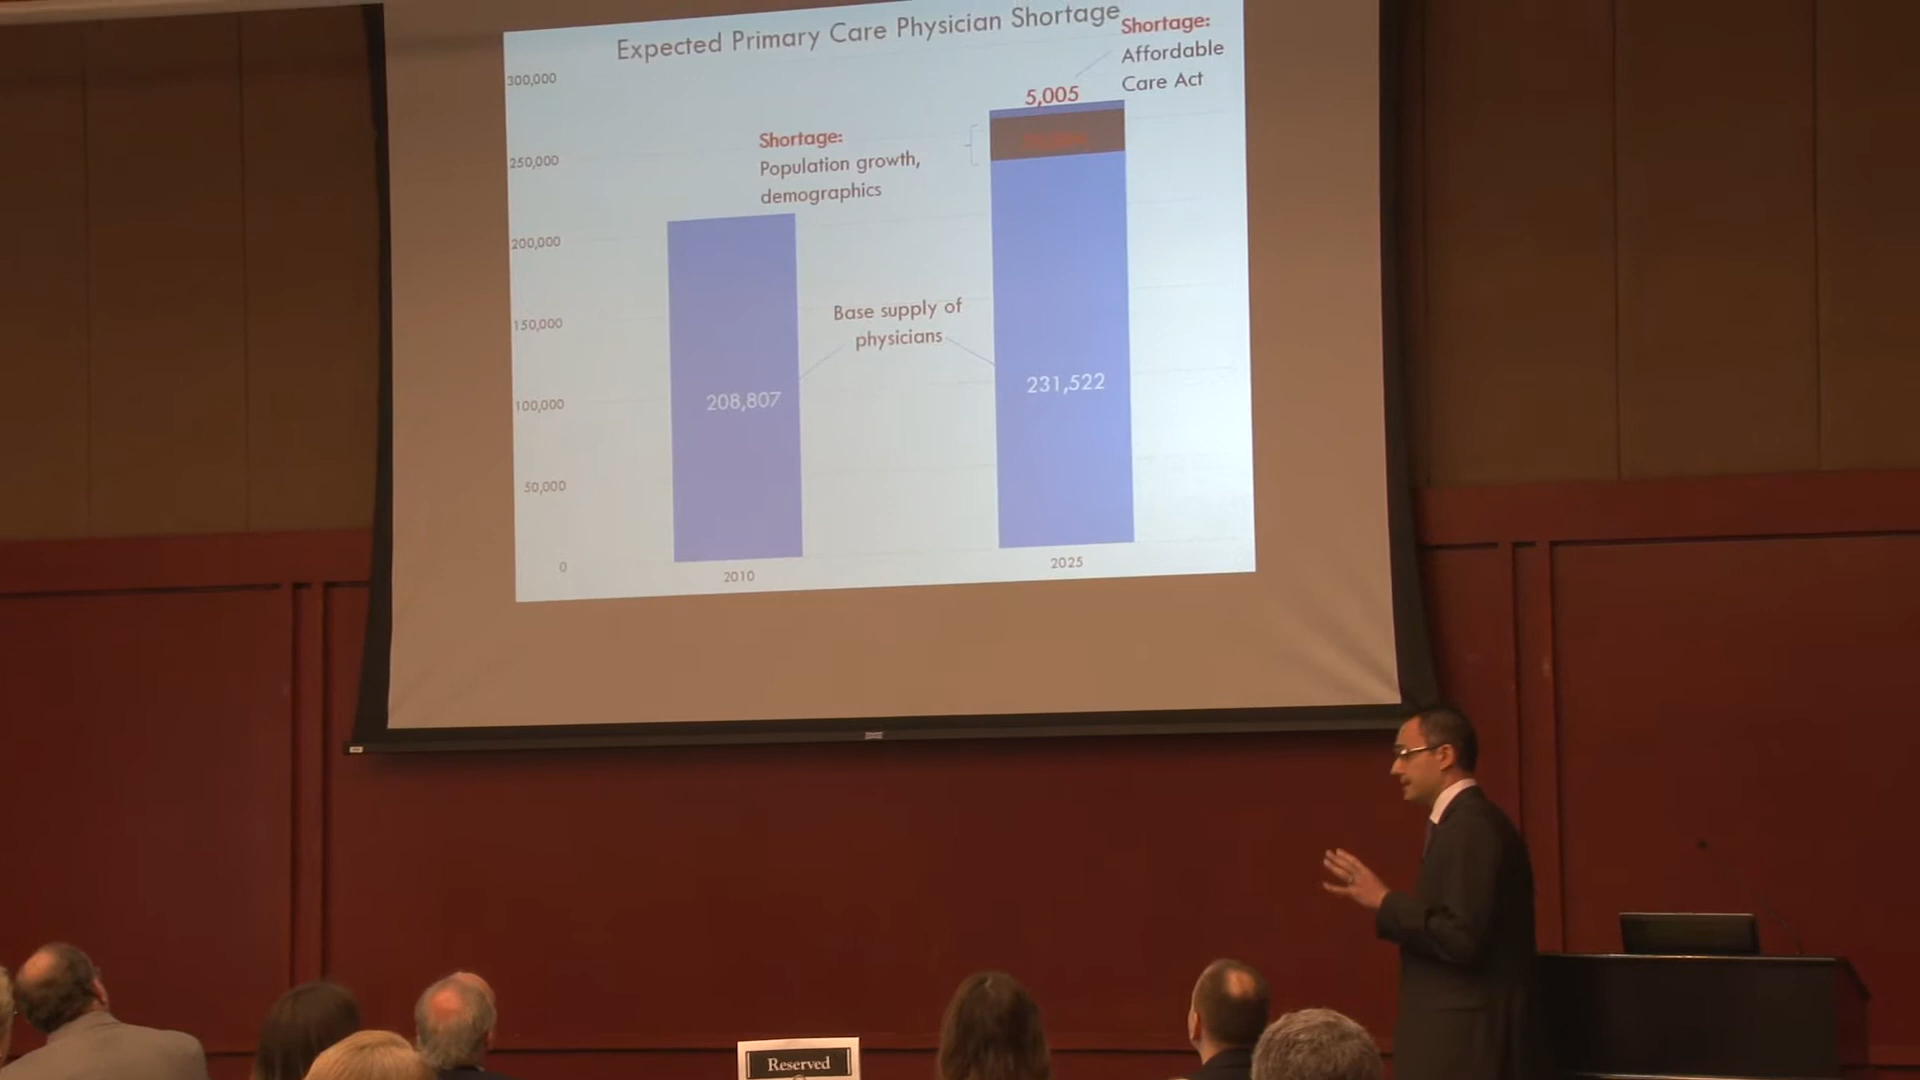 Expected Primary Care Physician Shortage
Shortage:
Affordable
Care Act
5,005
Shortage:
Population growth,
demographics
Base supply of
physicians
208,807
231,522
300,000
250,000
200,000
150,000
100,000
50,000
0
2010
2025
Reserved